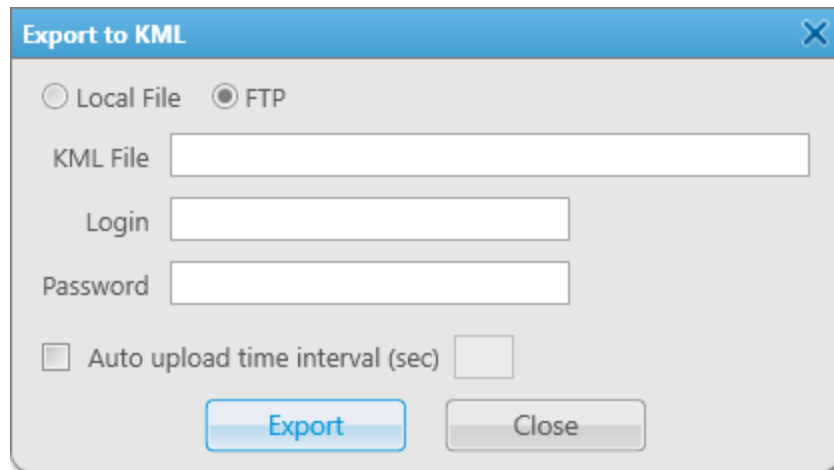 Export to KML
Local File FTP
KML File
Login
Password
Auto upload time interval (sec)
Export Close